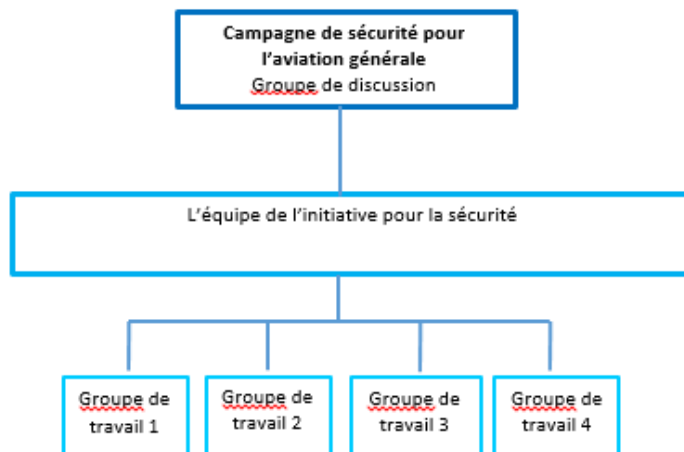 Campagne de sécurité pour
l'aviation générale
Groupe de discussion
L'équipe de l'initiative pour la sécurité
Groupe de
travail 1
Groupe de
travail 2
Groupe de
travail 3
Groupe de
travail 4